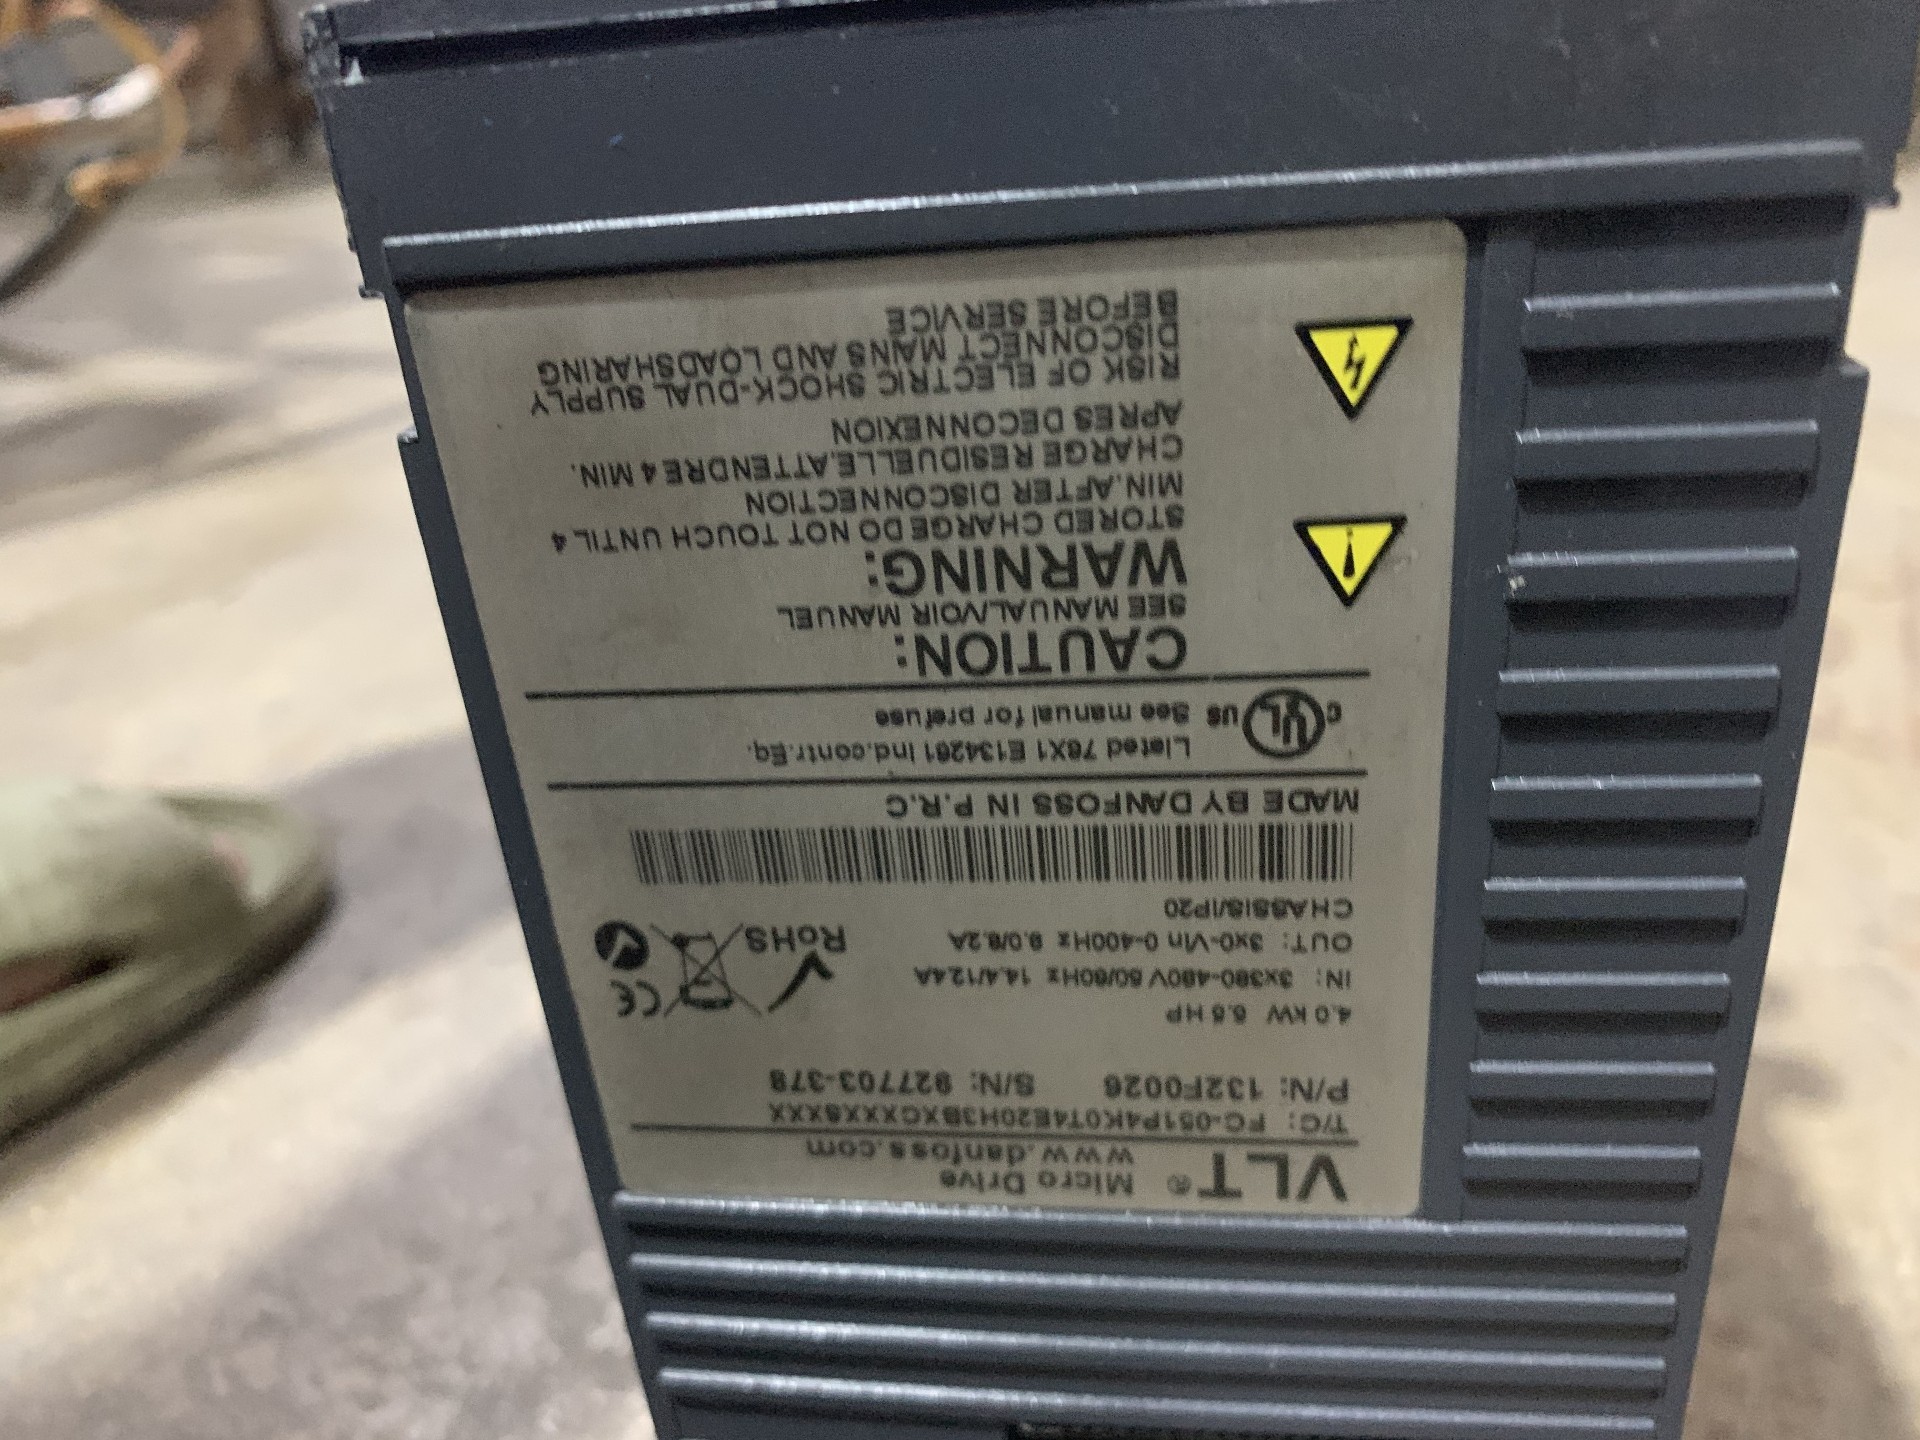 VLT® Micro Drive
www.danfoss.com
T/C: FC-051P4K0T4E20H3BXCXXXSXXX
P/N: 132F0026 S/N: 927703-378
4.0 kW 5.5 HP
IN: 3x380-480V 50/60Hz 14.4/12.4A
OUT: 3x0-Vin 0-400Hz 9.0/8.2A
CHASSIS/IP20
RoHS
CE
MADE BY DANFOSS IN P.R.C
Listed 76X1 E134261 Ind.contr.Eq.
c UL us See manual for prefuse
CAUTION:
SEE MANUAL/VOIR MANUEL
WARNING:
STORED CHARGE DO NOT TOUCH UNTIL 4
MIN. AFTER DISCONNECTION
CHARGE RESIDUELLE.ATTENDRE 4 MIN.
APRES DECONNEXION
RISK OF ELECTRIC SHOCK-DUAL SUPPLY
DISCONNECT MAINS AND LOADSHARING
BEFORE SERVICE